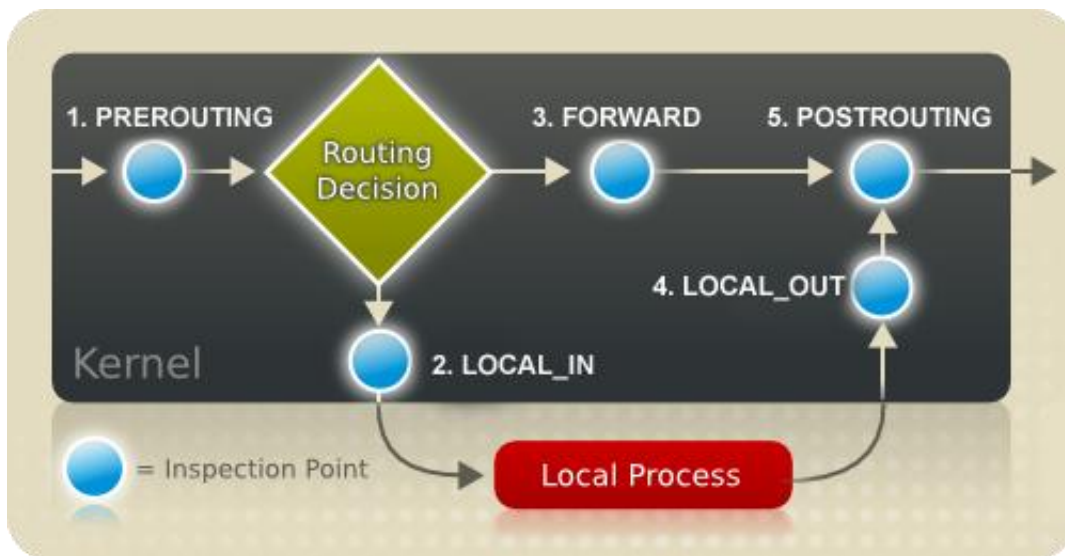 1. PREROUTING
Routing
Decision
3. FORWARD
5. POSTROUTING
4. LOCAL_OUT
Kernel
2. LOCAL_IN
= Inspection Point
Local Process